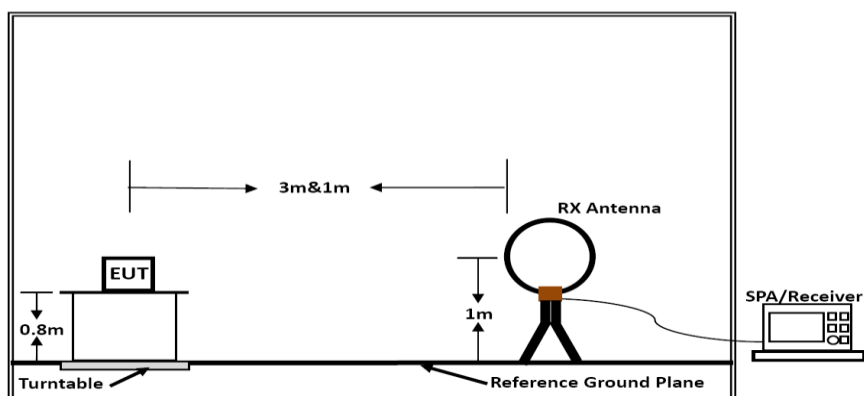 3m&1m
RX Antenna
EUT
SPA/Receiver
0.8m
1m
Turntable
Reference Ground Plane